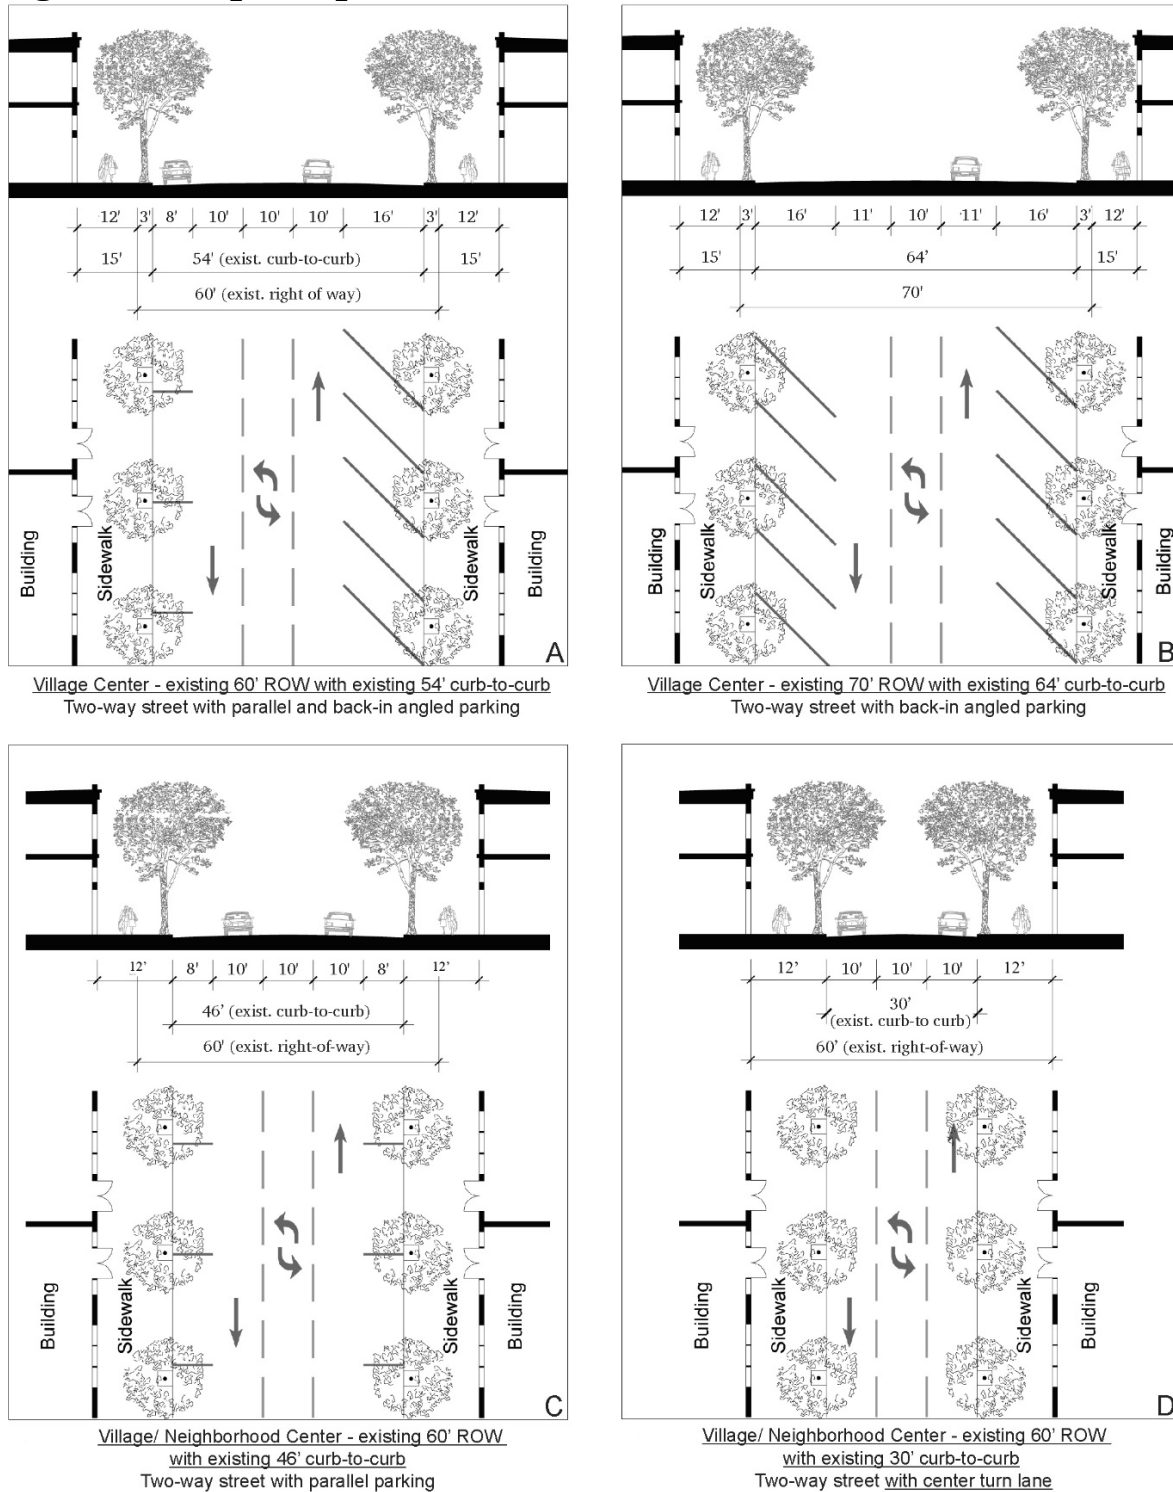 12' 3' 8' 10' 10' 10' 16' 3' 12'
15' 54' (exist. curb-to-curb) 15'
60' (exist. right of way)
Building
Sidewalk
Sidewalk
Building
A
Village Center - existing 60' ROW with existing 54' curb-to-curb
Two-way street with parallel and back-in angled parking
12' 3' 16' 11' 10' 11' 16' 3' 12'
15' 64' 15'
70'
Building
Sidewalk
Sidewalk
Building
B
Village Center - existing 70' ROW with existing 64' curb-to-curb
Two-way street with back-in angled parking
12' 8' 10' 10' 10' 8' 12'
46' (exist. curb-to-curb)
60' (exist. right-of-way)
Building
Sidewalk
Sidewalk
Building
C
Village/ Neighborhood Center - existing 60' ROW
with existing 46' curb-to-curb
Two-way street with parallel parking
12' 10' 10' 10' 12'
30'
(exist. curb-to curb)
60' (exist. right-of-way)
Building
Sidewalk
Sidewalk
Building
D
Village/ Neighborhood Center - existing 60' ROW
with existing 30' curb-to-curb
Two-way street with center turn lane